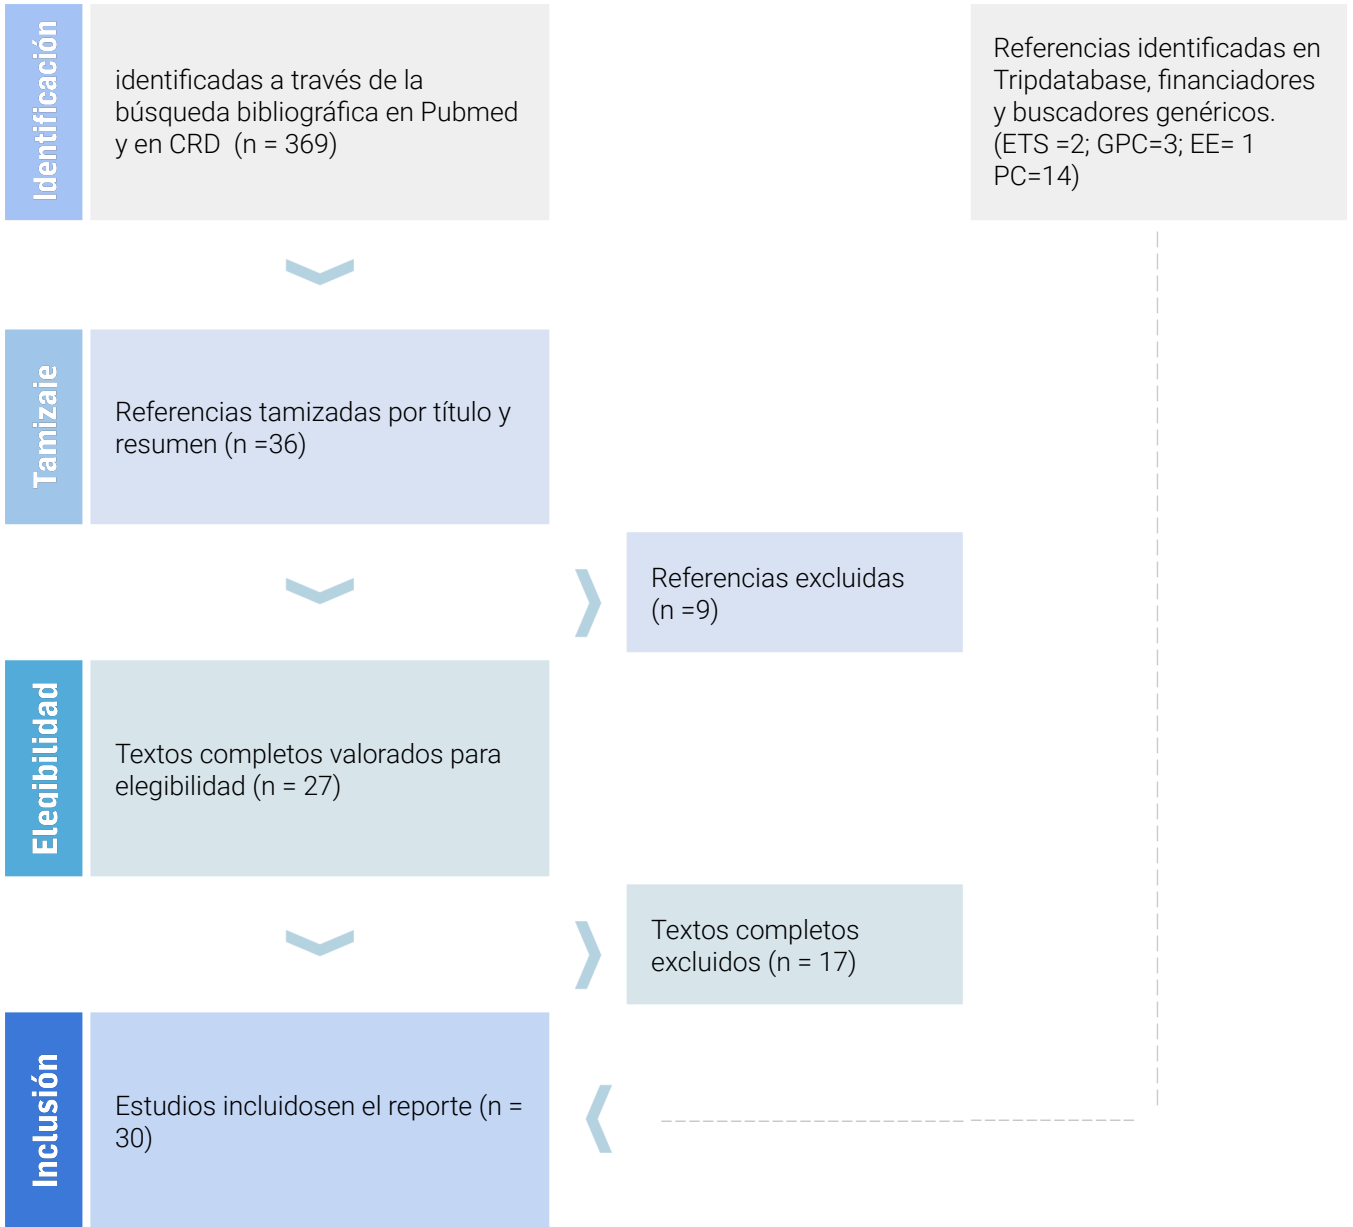 Identificación
identificadas a través de la
búsqueda bibliográfica en Pubmed
y en CRD (n = 369)
Referencias identificadas en
Tripdatabase, financiadores
y buscadores genéricos.
(ETS =2; GPC=3; EE= 1
PC=14)
Tamizaje
Referencias tamizadas por título y
resumen (n =36)
Referencias excluidas
(n =9)
Elegibilidad
Textos completos valorados para
elegibilidad (n = 27)
Textos completos
excluidos (n = 17)
Inclusión
Estudios incluidosen el reporte (n =
30)